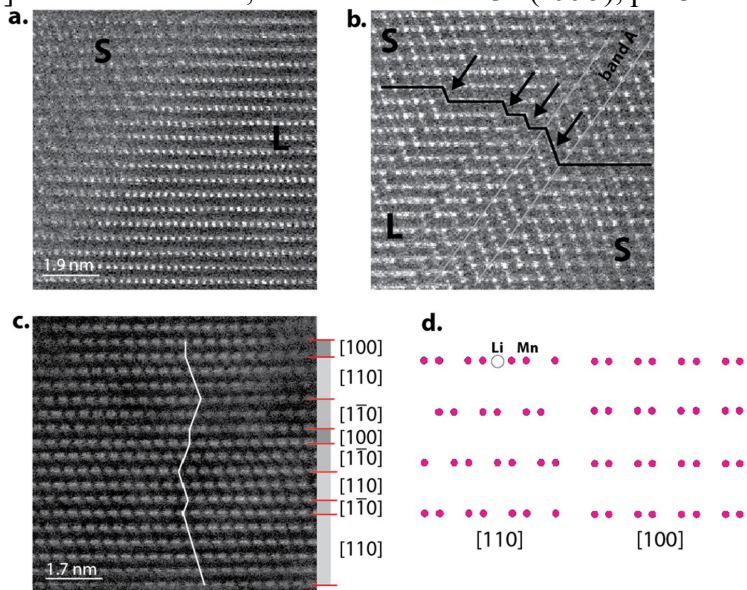 a.
S
L
1.9 nm
b.
S
band A
L
S
c.
[100]
[110]
[11̅0]
[100]
[11̅0]
[110]
[11̅0]
[110]
1.7 nm
d.
Li Mn
[110] [100]